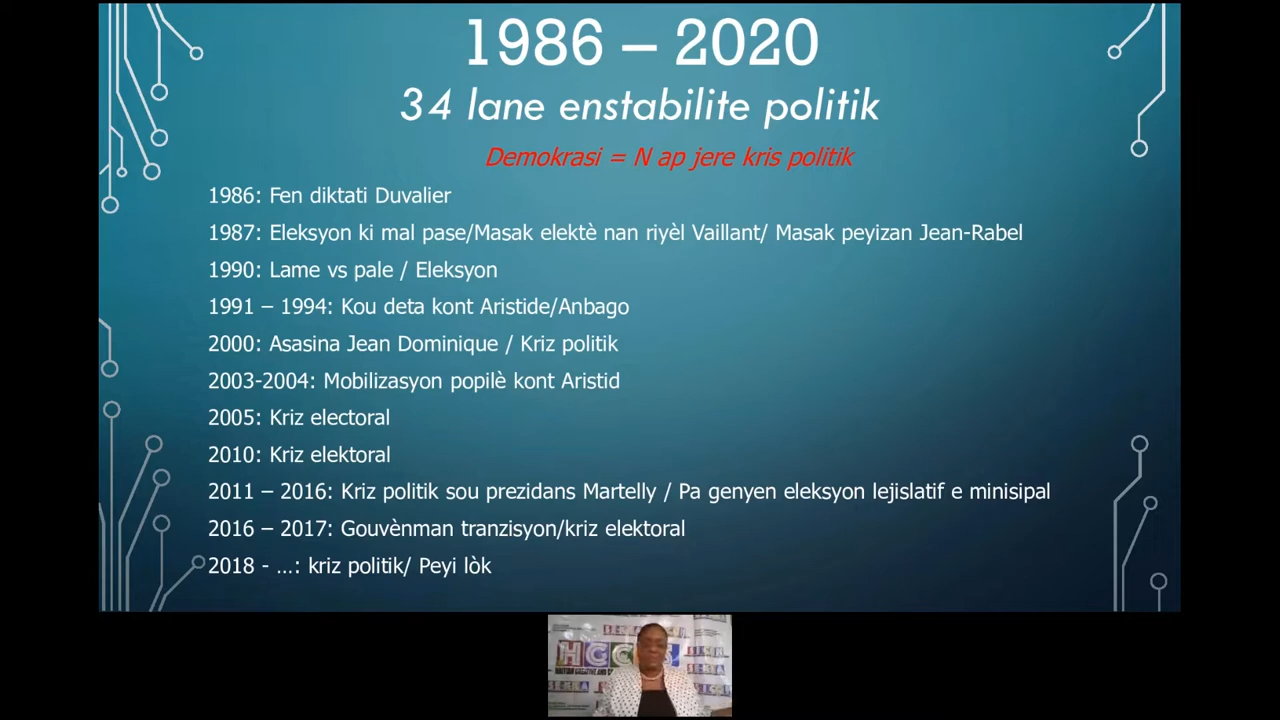 1986 – 2020
34 lane enstabilite politik
Demokrasi = N ap jere kris politik
1986: Fen diktati Duvalier
1987: Eleksyon ki mal pase/Masak elektè nan riyèl Vaillant/ Masak peyizan Jean-Rabel
1990: Lame vs pale / Eleksyon
1991 – 1994: Kou deta kont Aristide/Anbago
2000: Asasina Jean Dominique / Kriz politik
2003-2004: Mobilizasyon popilè kont Aristid
2005: Kriz electoral
2010: Kriz elektoral
2011 – 2016: Kriz politik sou prezidans Martelly / Pa genyen eleksyon lejislatif e minisipal
2016 – 2017: Gouvènman tranzisyon/kriz elektoral
2018 - ...: kriz politik/ Peyi lòk